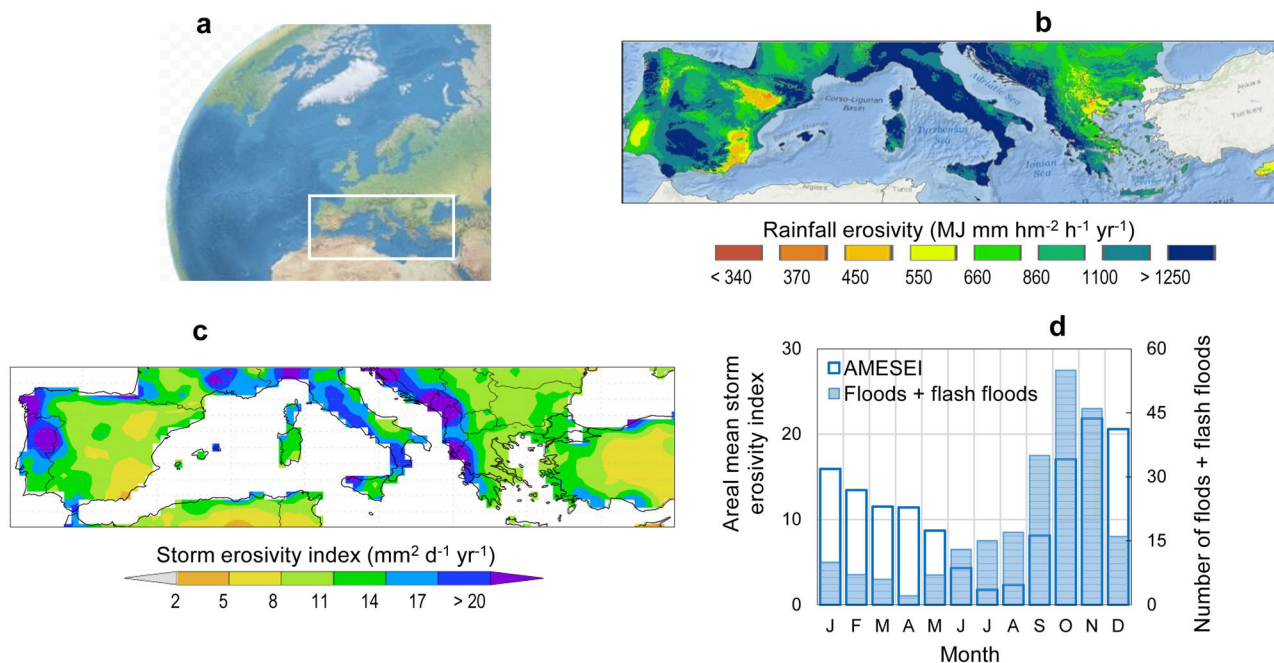 a
b
Corso-Ligurian
Basin
Adriatic Sea
Tyrrhenian
Sea
Ionian
Sea
Ankara
Turkey
Algiers
Tunis
Cyprus
Rainfall erosivity (MJ mm hm⁻² h⁻¹ yr⁻¹)
< 340 370 450 550 660 860 1100 > 1250
c
Storm erosivity index (mm² d⁻¹ yr⁻¹)
2 5 8 11 14 17 > 20
d
AMESEI
Floods + flash floods
Areal mean storm
erosivity index
30
20
10
0
60
45
30
15
0
Number of flods + flash floods
J F M A M J J A S O N D
Month